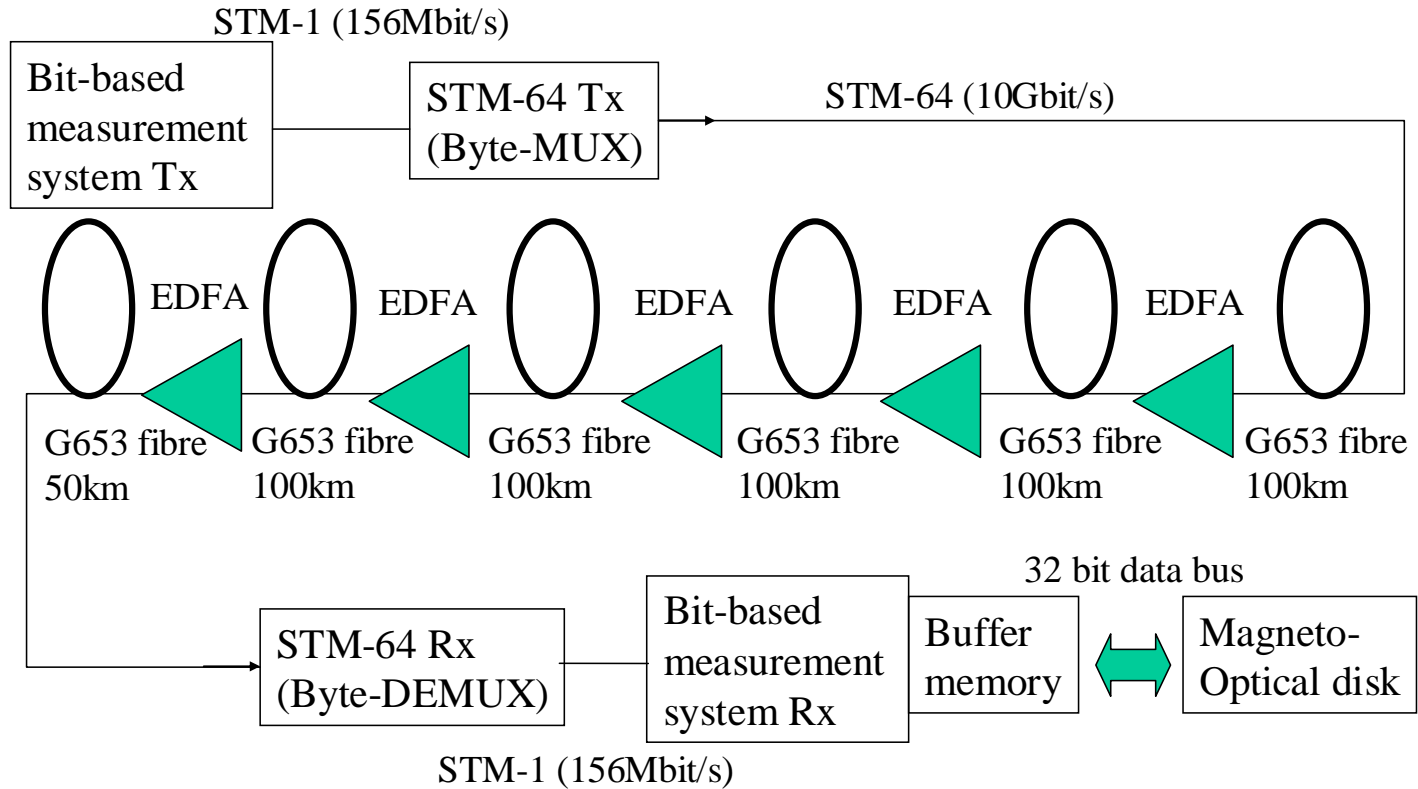 STM-1 (156Mbit/s)
Bit-based
measurement
system Tx
STM-64 Tx
(Byte-MUX)
STM-64 (10Gbit/s)
EDFA
EDFA
EDFA
EDFA
EDFA
G653 fibre
50km
G653 fibre
100km
G653 fibre
100km
G653 fibre
100km
G653 fibre
100km
G653 fibre
100km
STM-64 Rx
(Byte-DEMUX)
Bit-based
measurement
system Rx
Buffer
memory
32 bit data bus
Magneto-
Optical disk
STM-1 (156Mbit/s)